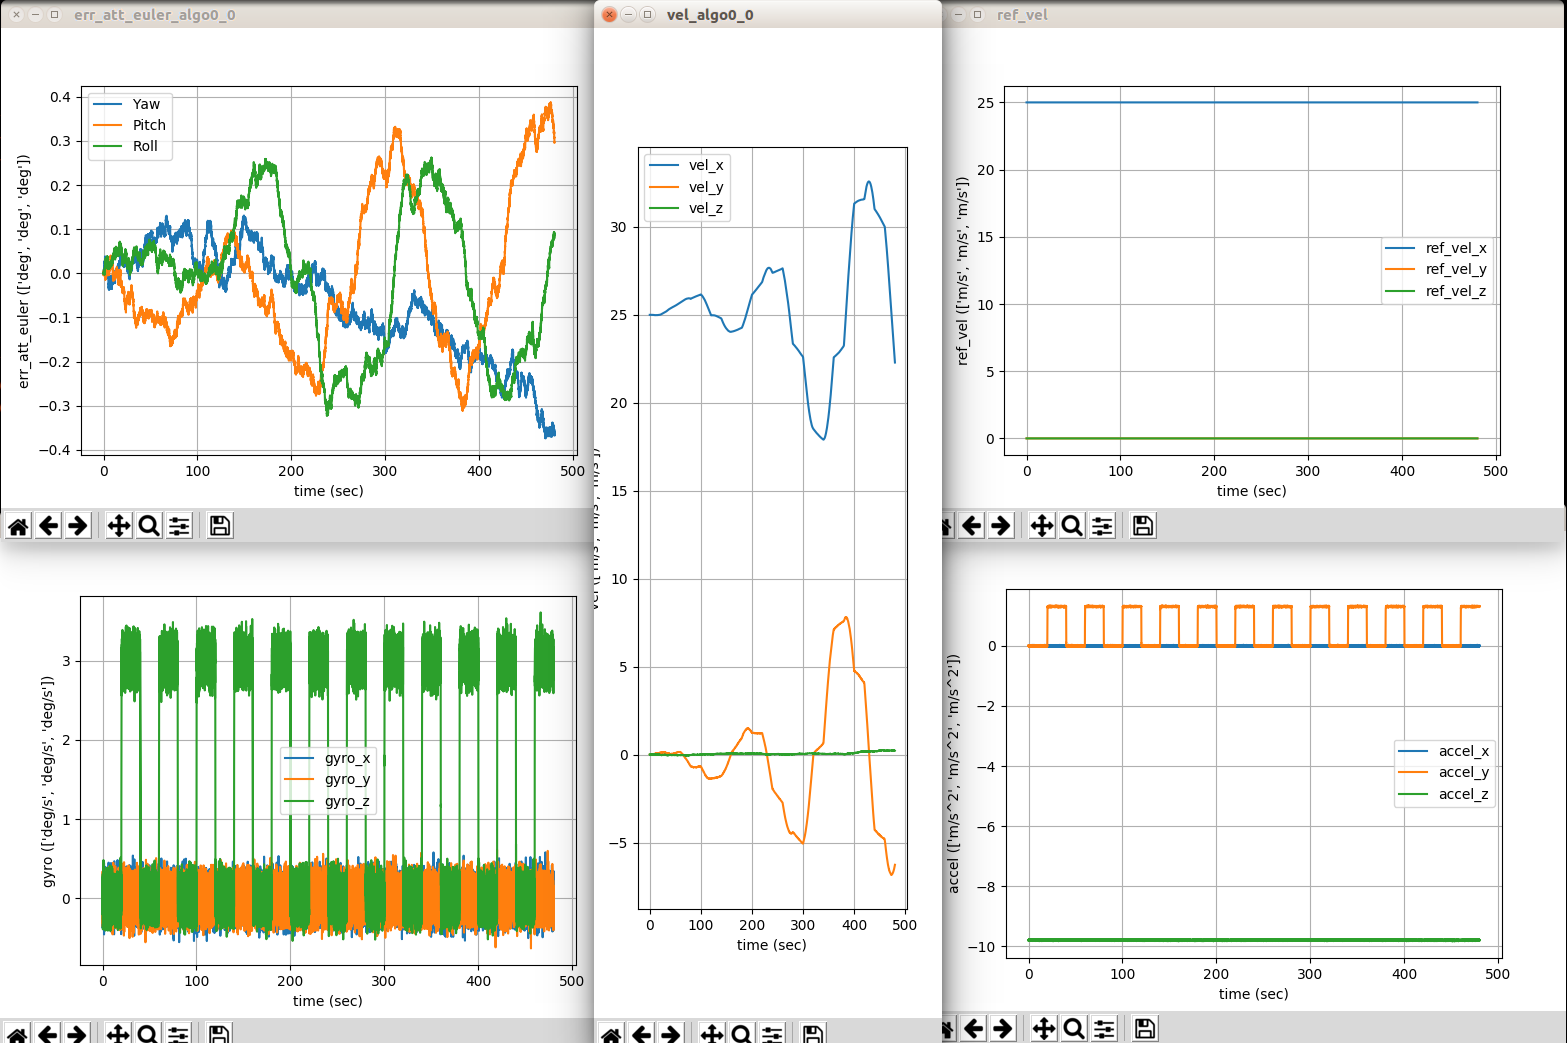 err_att_euler_algo0_0
vel_algo0_0
ref_vel
0.4
0.3
0.2
0.1
0.0
−0.1
−0.2
−0.3
−0.4
Yaw
Pitch
Roll
err_att_euler (['deg', 'deg', 'deg'])
0
100
200
300
400
500
time (sec)
3
2
1
0
gyro_x
gyro_y
gyro_z
gyro (['deg/s', 'deg/s', 'deg/s'])
0
100
200
300
400
500
time (sec)
vel_x
vel_y
vel_z
30
25
20
15
10
5
0
−5
0
100
200
300
400
500
time (sec)
25
20
15
10
5
0
ref_vel_x
ref_vel_y
ref_vel_z
ref_vel (['m/s', 'm/s', 'm/s'])
0
100
200
300
400
500
time (sec)
0
−2
−4
−6
−8
−10
accel_x
accel_y
accel_z
accel (['m/s^2', 'm/s^2', 'm/s^2'])
0
100
200
300
400
500
time (sec)